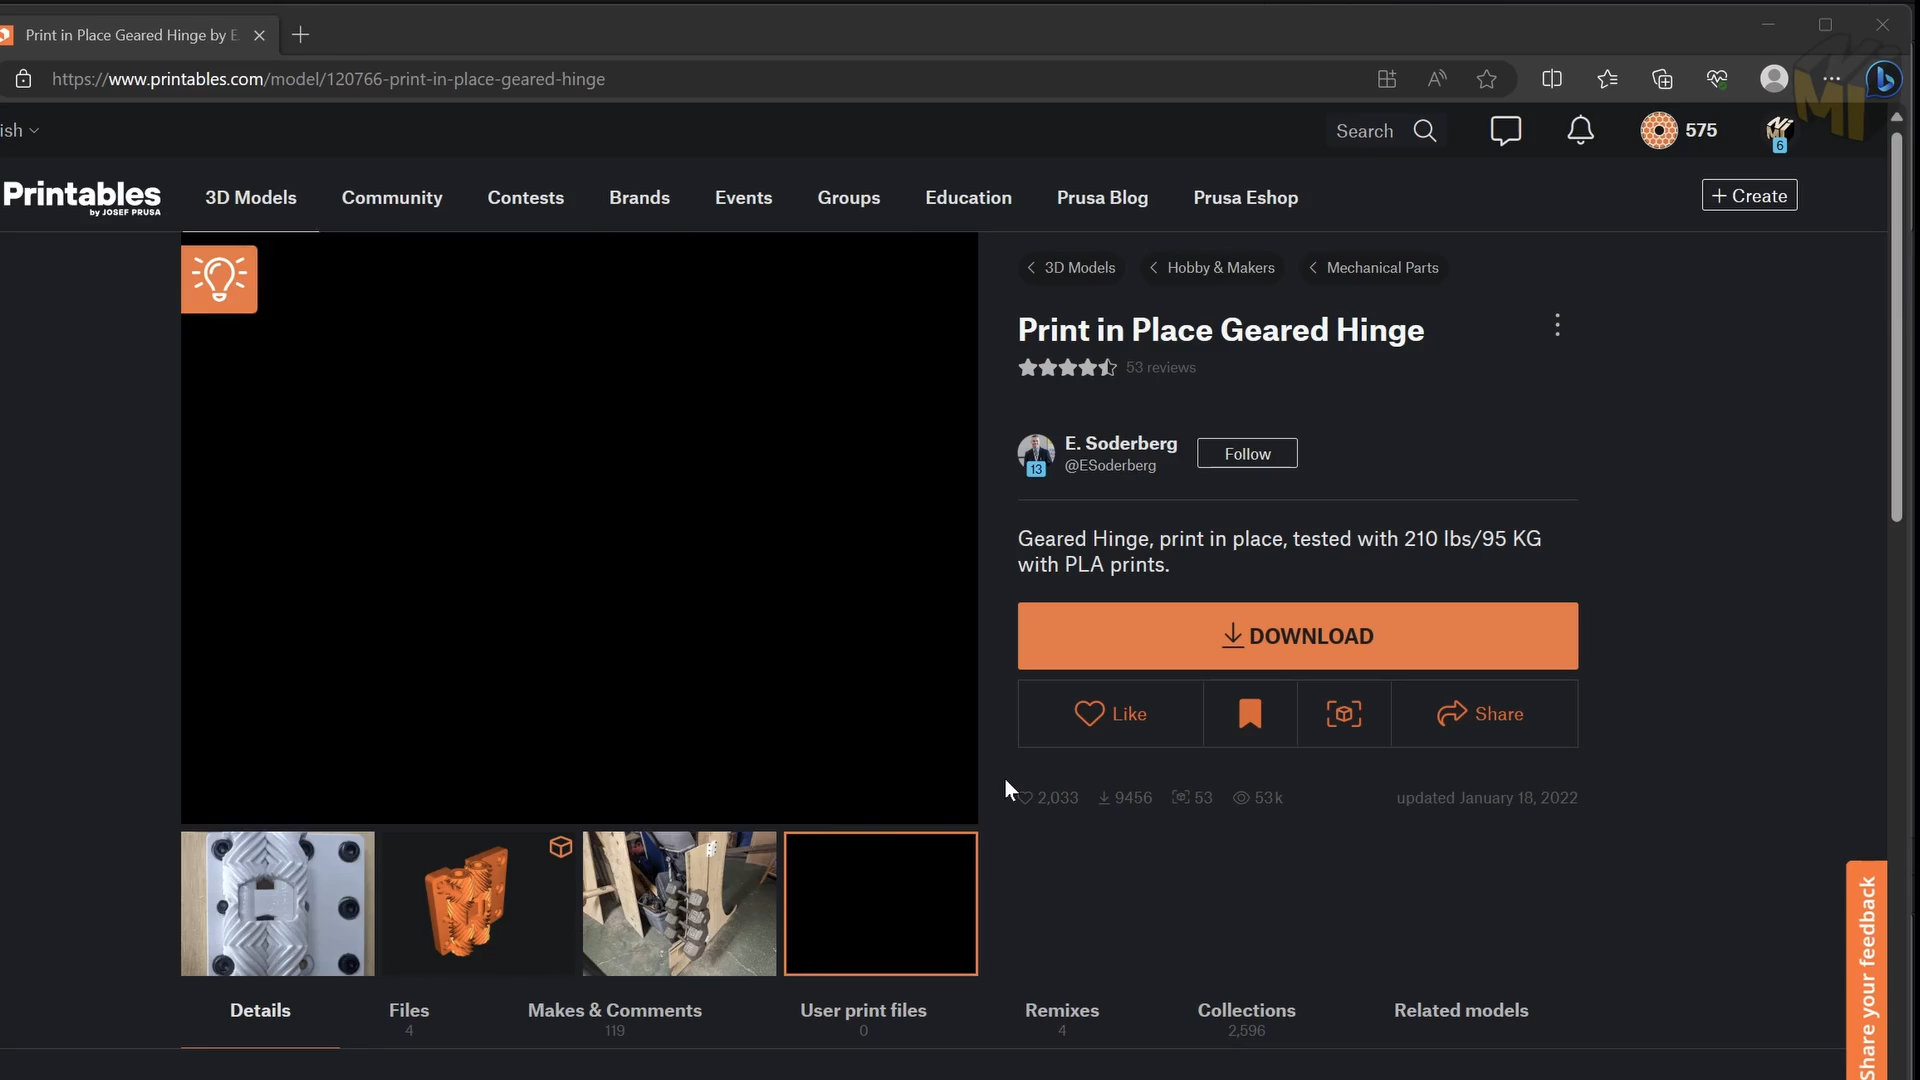 Print in Place Geared Hinge by E
https://www.printables.com/model/120766-print-in-place-geared-hinge
MI
ish
Search
575
6
Printables
by JOSEF PRUSA
3D Models
Community
Contests
Brands
Events
Groups
Education
Prusa Blog
Prusa Eshop
+ Create
3D Models
Hobby & Makers
Mechanical Parts
Print in Place Geared Hinge
53 reviews
E. Soderberg
@ESoderberg
13
Follow
Geared Hinge, print in place, tested with 210 lbs/95 KG
with PLA prints.
DOWNLOAD
Like
Share
2,033
9456
53
53k
updated January 18, 2022
Share your feedback
Details
Files
4
Makes & Comments
119
User print files
0
Remixes
4
Collections
2,596
Related models